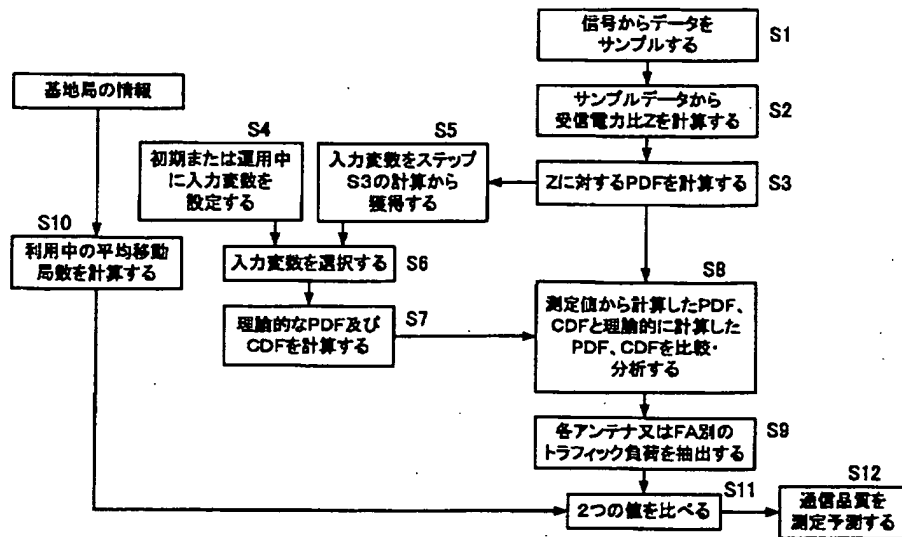 信号からデータを
サンプルする
S1
基地局の情報
サンプルデータから
受信電力比Zを計算する
S2
S4
初期または運用中
に入力変数を
設定する
S5
入力変数をステップ
S3の計算から
獲得する
Zに対するPDFを計算する
S3
S10
利用中の平均移動
局数を計算する
入力変数を選択する
S6
理論的なPDF及び
CDFを計算する
S7
S8
測定値から計算したPDF、
CDFと理論的に計算した
PDF、CDFを比較・
分析する
各アンテナ又はFA別の
トラフィック負荷を抽出する
S9
S11
2つの値を比べる
S12
通信品質を
測定予測する